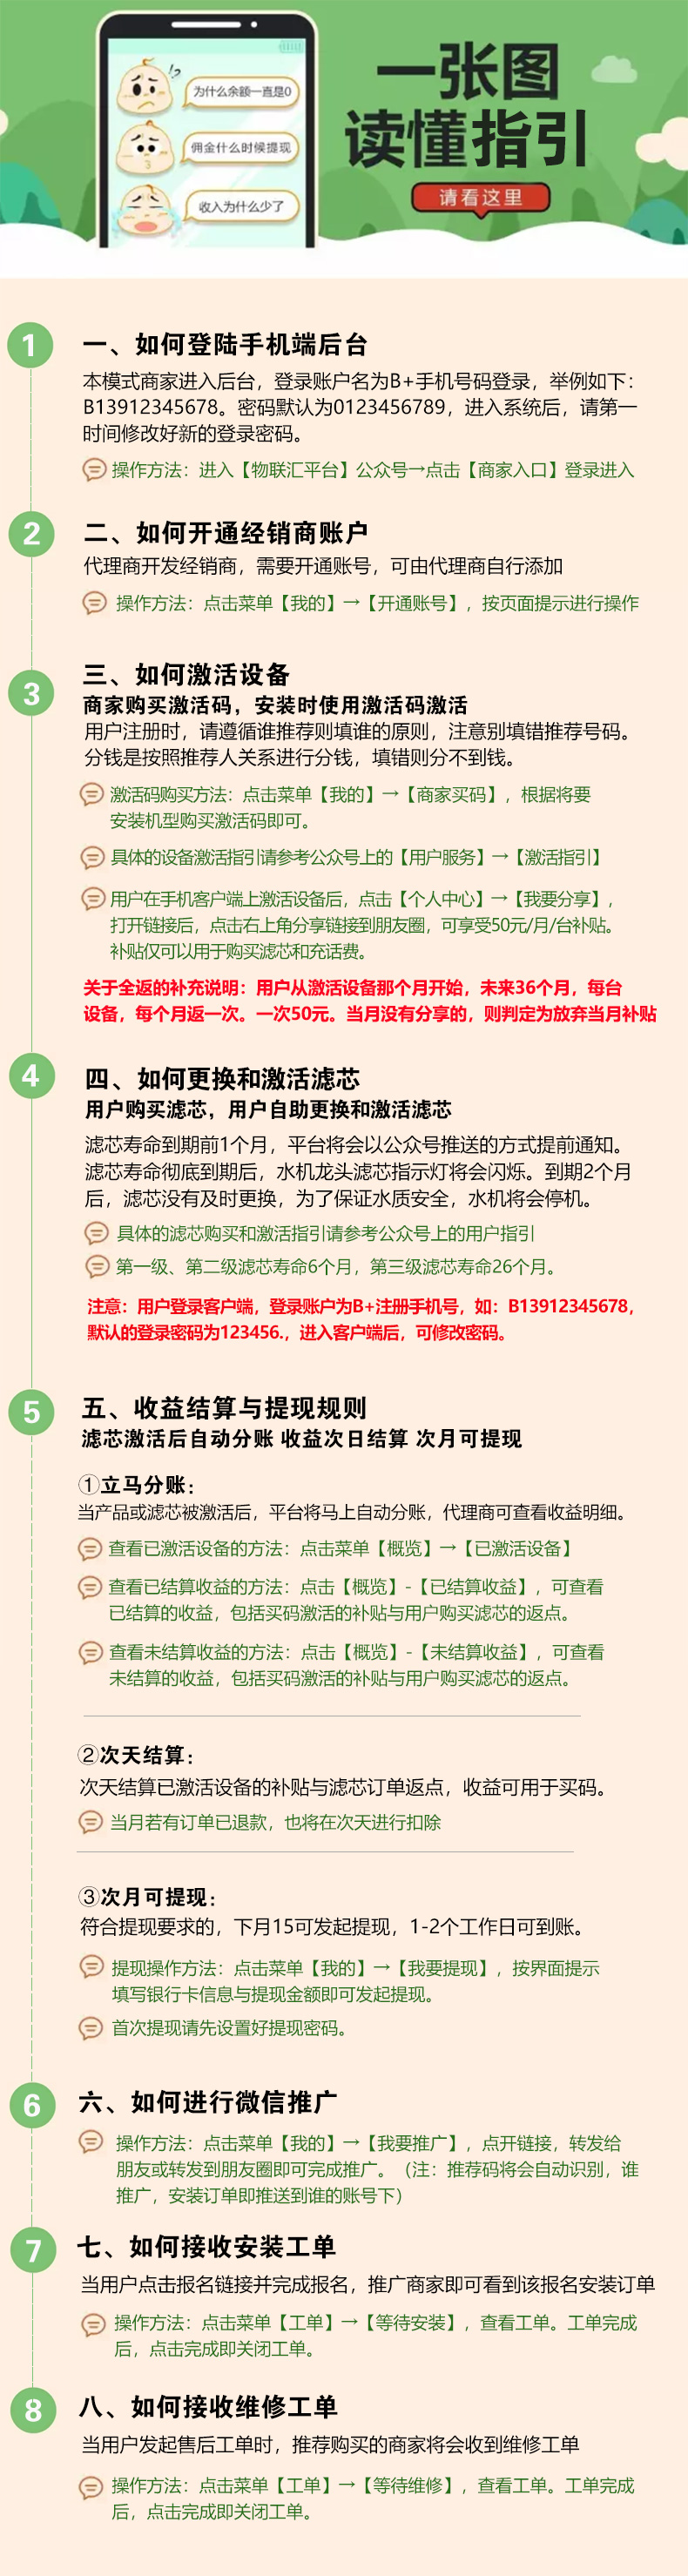 为什么余额一直是0
佣金什么时候提现
收入为什么少了
一张图
读懂指引
请看这里
1
一、如何登陆手机端后台
本模式商家进入后台，登录账户名为B+手机号码登录，举例如下：
B13912345678。密码默认为0123456789，进入系统后，请第一
时间修改好新的登录密码。
操作方法：进入【物联汇平台】公众号→点击【商家入口】登录进入
2
二、如何开通经销商账户
代理商开发经销商，需要开通账号，可由代理商自行添加
操作方法：点击菜单【我的】→【开通账号】，按页面提示进行操作
3
三、如何激活设备
商家购买激活码，安装时使用激活码激活
用户注册时，请遵循谁推荐则填谁的原则，注意别填错推荐号码。
分钱是按照推荐人关系进行分钱，填错则分不到钱。
激活码购买方法：点击菜单【我的】→【商家买码】，根据将要
安装机型购买激活码即可。
具体的设备激活指引请参考公众号上的【用户服务】→【激活指引】
用户在手机客户端上激活设备后，点击【个人中心】→【我要分享】，
打开链接后，点击右上角分享链接到朋友圈，可享受50元/月/台补贴。
补贴仅可以用于购买滤芯和充话费。
关于全返的补充说明：用户从激活设备那个月开始，未来36个月，每台
设备，每个月返一次。一次50元。当月没有分享的，则判定为放弃当月补贴
4
四、如何更换和激活滤芯
用户购买滤芯，用户自助更换和激活滤芯
滤芯寿命到期前1个月，平台将会以公众号推送的方式提前通知。
滤芯寿命彻底到期后，水机龙头滤芯指示灯将会闪烁。到期2个月
后，滤芯没有及时更换，为了保证水质安全，水机将会停机。
具体的滤芯购买和激活指引请参考公众号上的用户指引
第一级、第二级滤芯寿命6个月，第三级滤芯寿命26个月。
注意：用户登录客户端，登录账户为B+注册手机号，如：B13912345678，
默认的登录密码为123456.，进入客户端后，可修改密码。
5
五、收益结算与提现规则
滤芯激活后自动分账 收益次日结算 次月可提现
①立马分账：
当产品或滤芯被激活后，平台将马上自动分账，代理商可查看收益明细。
查看已激活设备的方法：点击菜单【概览】→【已激活设备】
查看已结算收益的方法：点击【概览】-【已结算收益】，可查看
已结算的收益，包括买码激活的补贴与用户购买滤芯的返点。
查看未结算收益的方法：点击【概览】-【未结算收益】，可查看
未结算的收益，包括买码激活的补贴与用户购买滤芯的返点。
②次天结算：
次天结算已激活设备的补贴与滤芯订单返点，收益可用于买码。
当月若有订单已退款，也将在次天进行扣除
③次月可提现：
符合提现要求的，下月15可发起提现，1-2个工作日可到账。
提现操作方法：点击菜单【我的】→【我要提现】，按界面提示
填写银行卡信息与提现金额即可发起提现。
首次提现请先设置好提现密码。
6
六、如何进行微信推广
操作方法：点击菜单【我的】→【我要推广】，点开链接，转发给
朋友或转发到朋友圈即可完成推广。（注：推荐码将会自动识别，谁
推广，安装订单即推送到谁的账号下）
7
七、如何接收安装工单
当用户点击报名链接并完成报名，推广商家即可看到该报名安装订单
操作方法：点击菜单【工单】→【等待安装】，查看工单。工单完成
后，点击完成即关闭工单。
8
八、如何接收维修工单
当用户发起售后工单时，推荐购买的商家将会收到维修工单
操作方法：点击菜单【工单】→【等待维修】，查看工单。工单完成
后，点击完成即关闭工单。